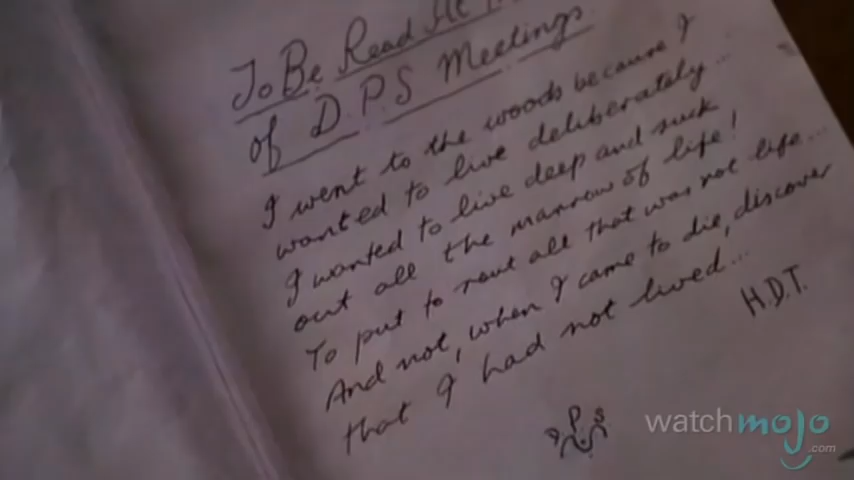 To Be Read At
of D.P.S Meetings
I went to the woods because I
wanted to live deliberately...
I wanted to live deep and suck
out all the marrow of life!
To put to rout all that was not life...
And not, when I came to die, discover
that I had not lived...
H.D.T.
DPS
watchmojo
.com